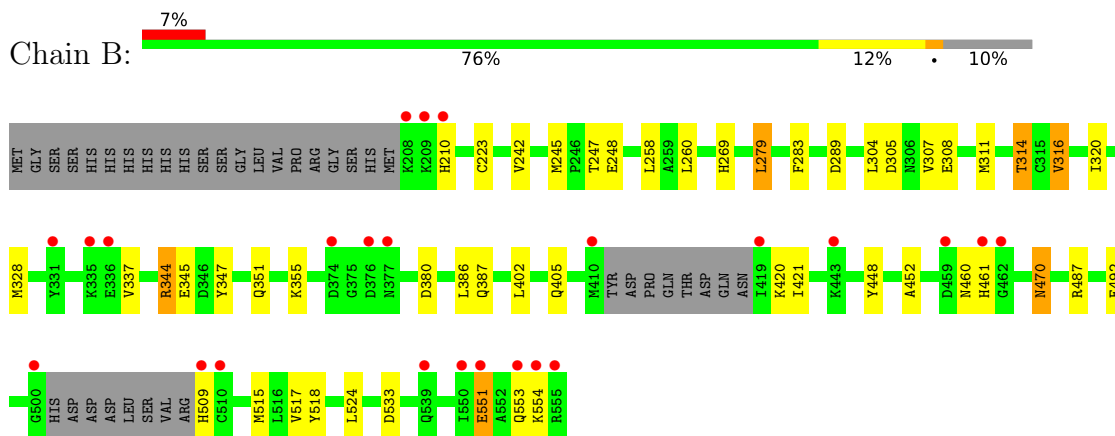 7%
Chain B:
76% 12% • 10%
MET GLY SER SER HIS HIS HIS HIS HIS HIS SER SER GLY LEU VAL PRO ARG GLY SER HIS MET K208 K209 H210 C223 V242 M245 P246 T247 E248 L258 A259 L260 H269 L279 F283 D289 L304 D305 N306 V307 E308 M311 T314 C315 V316 I320
M328 Y331 K335 E336 V337 R344 E345 D346 Y347 Q351 K355 D374 G375 D376 N377 D380 L386 Q387 L402 Q405 M410 TYR ASP PRO GLN THR ASP GLN ASN I419 K420 I421 K443 Y448 A452 D459 N460 H461 G462 N470 R487
G500 HIS ASP ASP ASP LEU SER VAL ARG H509 C510 M515 L516 V517 Y518 L524 D533 Q539 I550 E551 A552 Q553 K554 R555